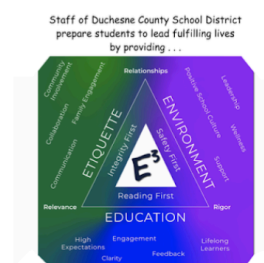 Staff of Duchesne County School District
prepare students to lead fulfilling lives
by providing . . .
Relationships
Community
Involvement
Family Engagement
Collaboration
Communication
Positive School Culture
Leadership
Wellness
Support
ETIQUETTE
Integrity First
ENVIRONMENT
Safety First
E³
Reading First
Relevance
Rigor
EDUCATION
High
Expectations
Engagement
Clarity
Feedback
Lifelong
Learners